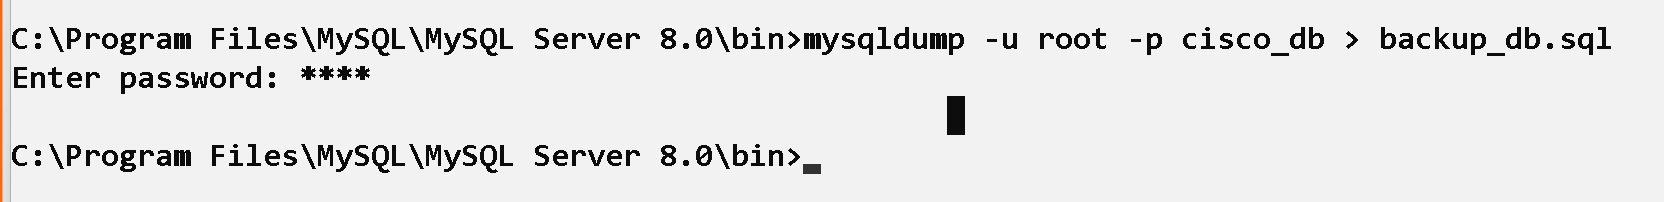 C:\Program Files\MySQL\MySQL Server 8.0\bin>mysqldump -u root -p cisco_db > backup_db.sql
Enter password: ****
C:\Program Files\MySQL\MySQL Server 8.0\bin>_